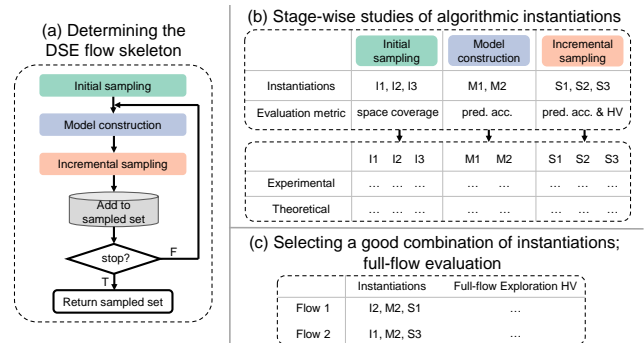 (a) Determining the
DSE flow skeleton
Initial sampling
Model construction
Incremental sampling
Add to
sampled set
stop?
F
T
Return sampled set
(b) Stage-wise studies of algorithmic instantiations
Initial sampling
Model construction
Incremental sampling
Instantiations I1, I2, I3 M1, M2 S1, S2, S3
Evaluation metric space coverage pred. acc. pred. acc. & HV
I1 I2 I3 M1 M2 S1 S2 S3
Experimental ... ... ... ... ... ... ... ...
Theoretical ... ... ... ... ... ... ... ...
(c) Selecting a good combination of instantiations;
full-flow evaluation
Instantiations Full-flow Exploration HV
Flow 1 I2, M2, S1 ...
Flow 2 I1, M2, S3 ...